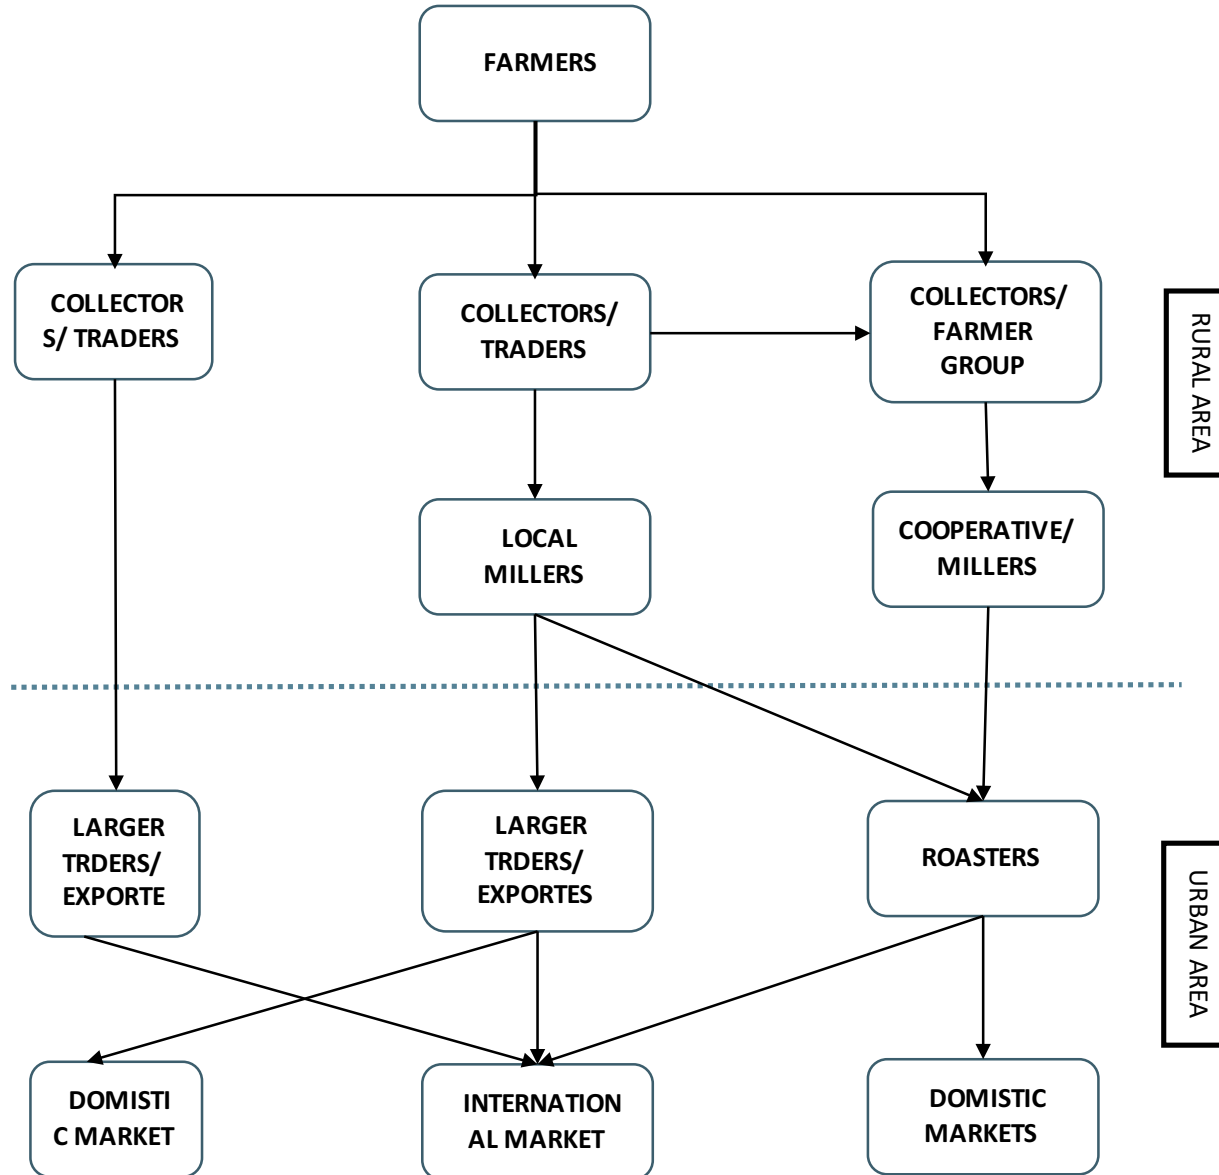 FARMERS
COLLECTOR
S/ TRADERS
COLLECTORS/
TRADERS
COLLECTORS/
FARMER
GROUP
RURAL AREA
LOCAL
MILLERS
COOPERATIVE/
MILLERS
LARGER
TRDERS/
EXPORTE
LARGER
TRDERS/
EXPORTES
ROASTERS
URBAN AREA
DOMISTI
C MARKET
INTERNATION
AL MARKET
DOMISTIC
MARKETS